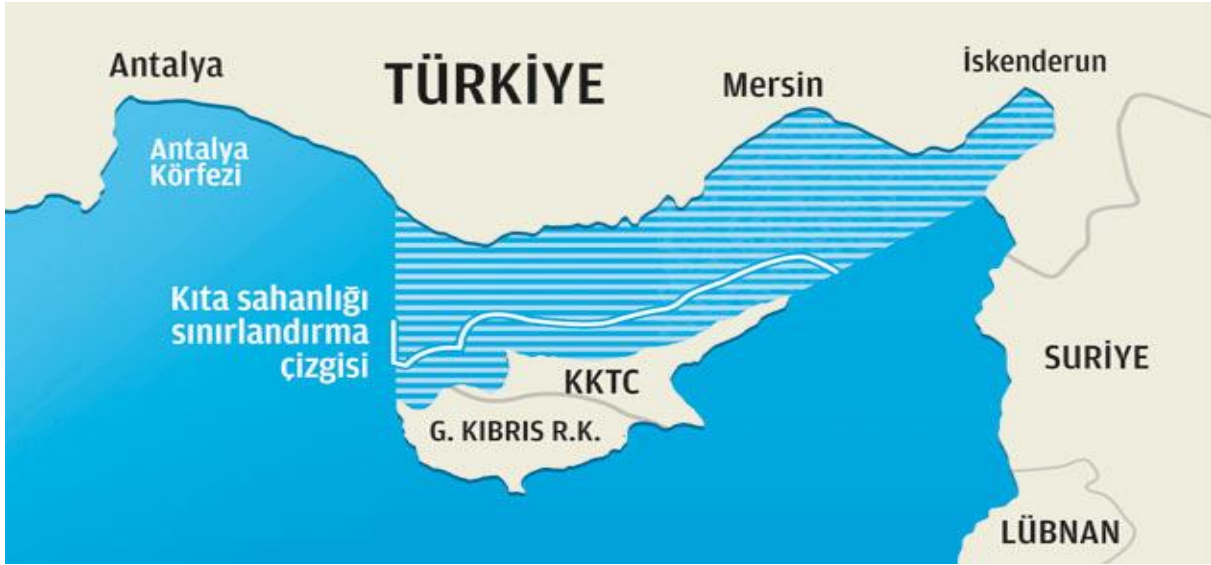 Antalya
TÜRKİYE
Mersin
İskenderun
Antalya
Körfezi
Kıta sahanlığı
sınırlandırma
çizgisi
KKTC
G. KIBRIS R.K.
SURİYE
LÜBNAN